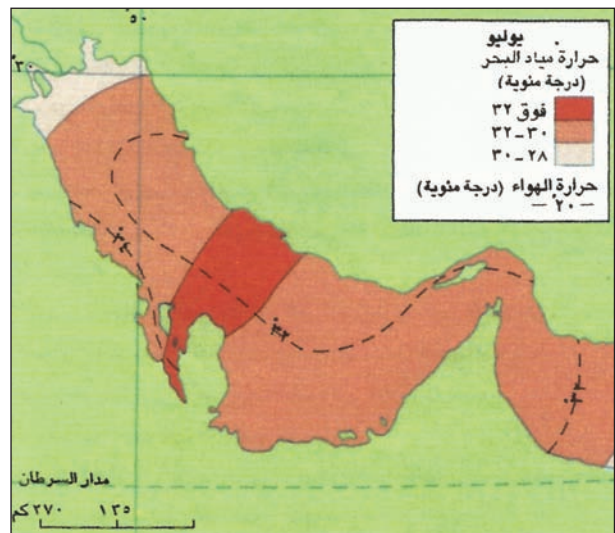 ٥٠°
٣٠°
يوليو
حرارة مياه البحر
(درجة مئوية)
فوق ٣٢
٣٠-٣٢
٢٨-٣٠
حرارة الهواء (درجة مئوية)
— ٢٠° —
٣٤°
٣٢°
٣٠°
مدار السرطان
١٣٥ ٢٧٠ كم